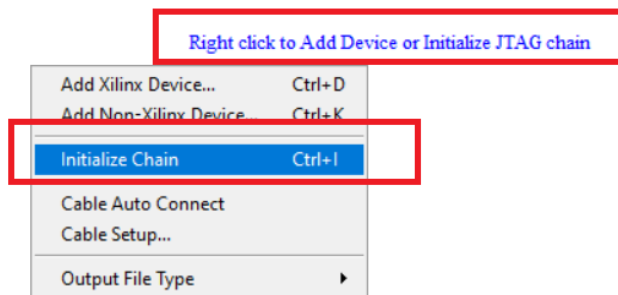 Right click to Add Device or Initialize JTAG chain
Add Xilinx Device... Ctrl+D
Add Non-Xilinx Device... Ctrl+K
Initialize Chain Ctrl+I
Cable Auto Connect
Cable Setup...
Output File Type